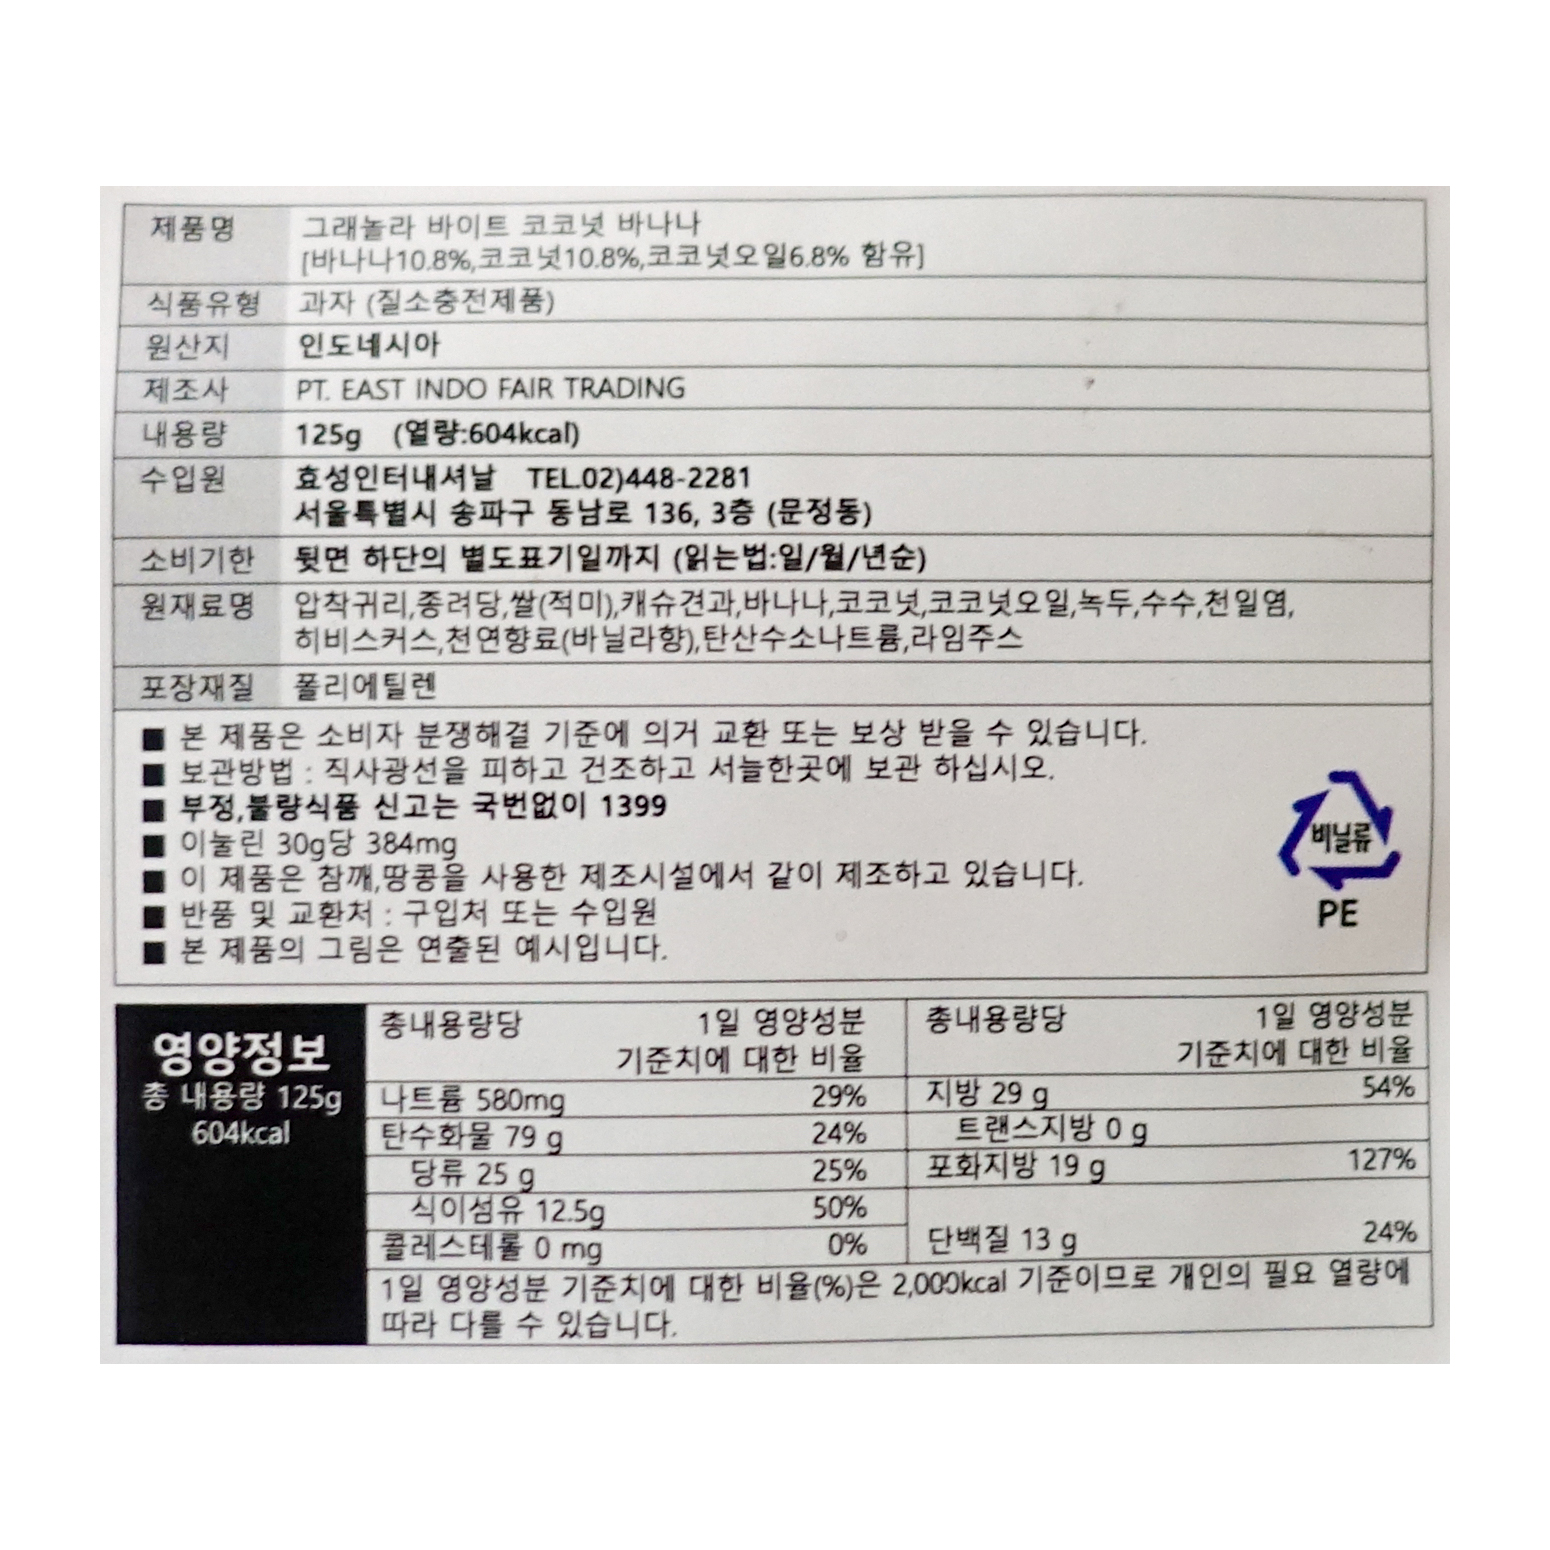 제품명 그래놀라 바이트 코코넛 바나나
[바나나10.8%,코코넛10.8%,코코넛오일6.8% 함유]
식품유형 과자 (질소충전제품)
원산지 인도네시아
제조사 PT. EAST INDO FAIR TRADING
내용량 125g (열량:604kcal)
수입원 효성인터내셔날 TEL.02)448-2281
서울특별시 송파구 동남로 136, 3층 (문정동)
소비기한 뒷면 하단의 별도표기일까지 (읽는법:일/월/년순)
원재료명 압착귀리,종려당,쌀(적미),캐슈견과,바나나,코코넛,코코넛오일,녹두,수수,천일염,
히비스커스,천연향료(바닐라향),탄산수소나트륨,라임주스
포장재질 폴리에틸렌
■ 본 제품은 소비자 분쟁해결 기준에 의거 교환 또는 보상 받을 수 있습니다.
■ 보관방법 : 직사광선을 피하고 건조하고 서늘한곳에 보관 하십시오.
■ 부정,불량식품 신고는 국번없이 1399
■ 이눌린 30g당 384mg
■ 이 제품은 참깨,땅콩을 사용한 제조시설에서 같이 제조하고 있습니다.
■ 반품 및 교환처 : 구입처 또는 수입원
■ 본 제품의 그림은 연출된 예시입니다.
비닐류
PE
영양정보
총 내용량 125g
604kcal
총내용량당 1일 영양성분
기준치에 대한 비율
나트륨 580mg 29%
탄수화물 79 g 24%
당류 25 g 25%
식이섬유 12.5g 50%
콜레스테롤 0 mg 0%
총내용량당 1일 영양성분
기준치에 대한 비율
지방 29 g 54%
트랜스지방 0 g
포화지방 19 g 127%
단백질 13 g 24%
1일 영양성분 기준치에 대한 비율(%)은 2,000kcal 기준이므로 개인의 필요 열량에
따라 다를 수 있습니다.